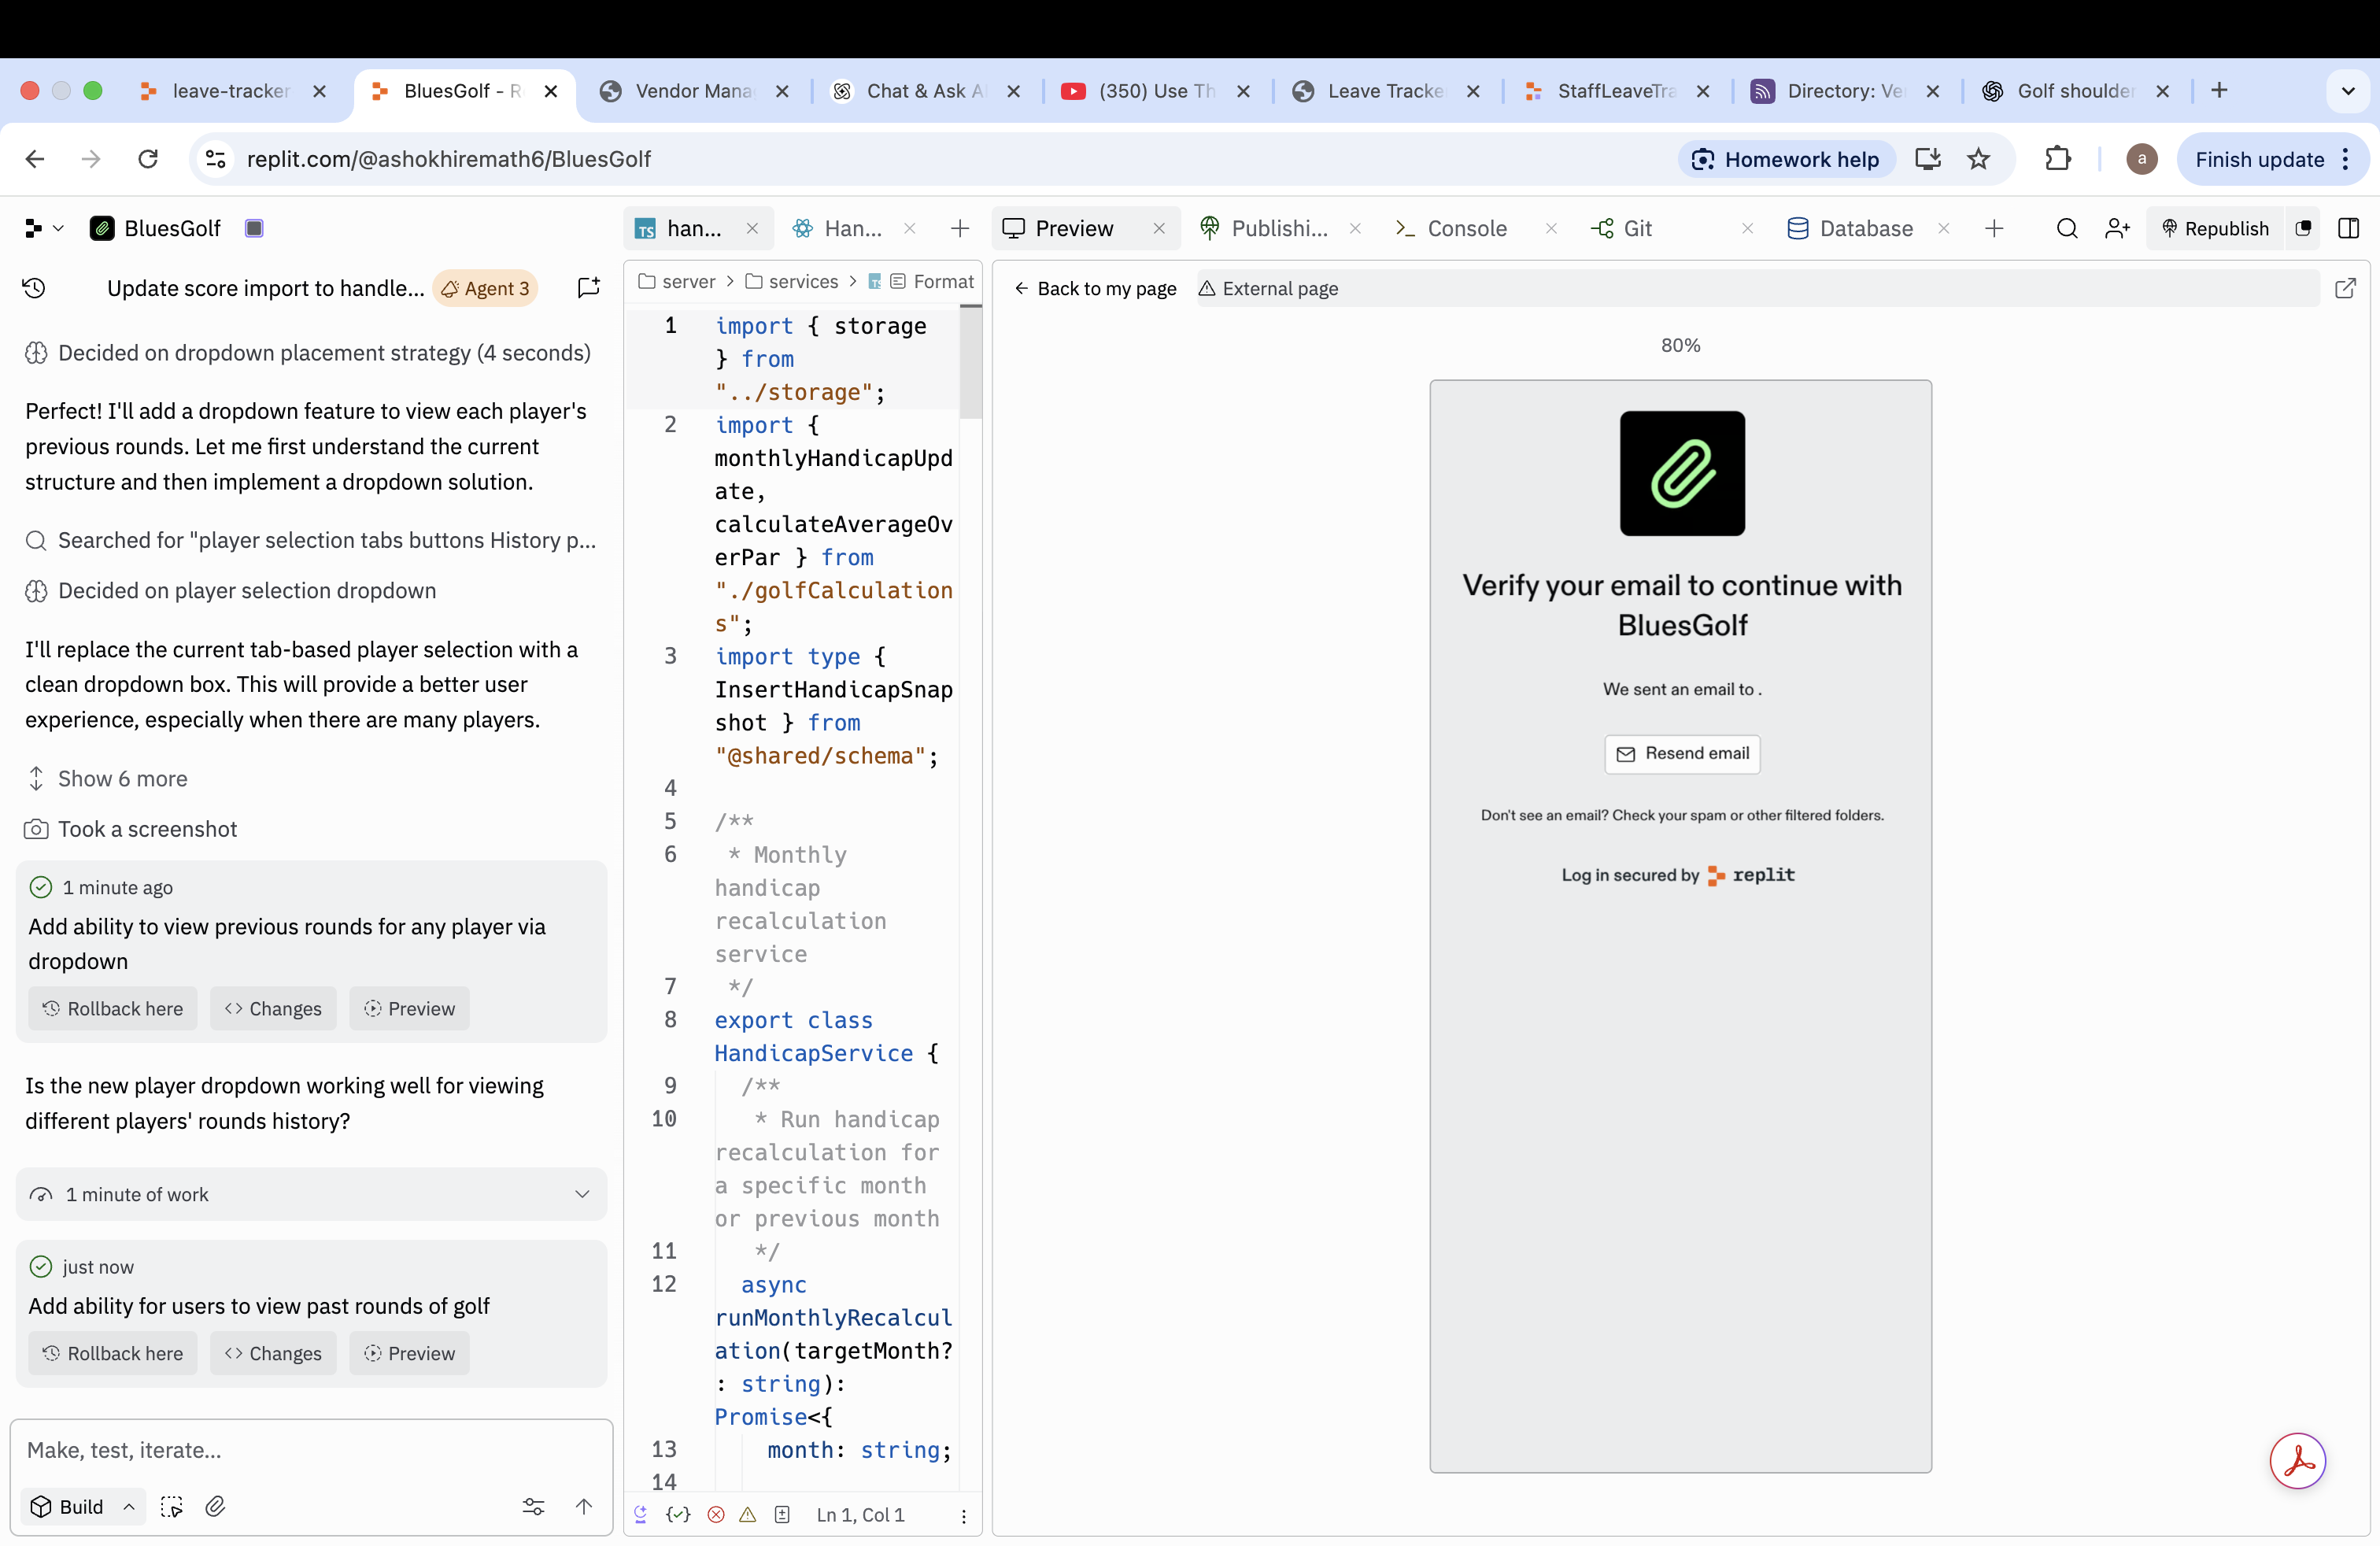 leave-tracker
BluesGolf - R
Vendor Mana
Chat & Ask A
(350) Use Th
Leave Tracke
StaffLeaveTra
Directory: Ve
Golf shoulder
replit.com/@ashokhiremath6/BluesGolf
Homework help
a
Finish update
BluesGolf
TS han...
Han...
Preview
Publishi...
Console
Git
Database
Republish
Update score import to handle...
Agent 3
Decided on dropdown placement strategy (4 seconds)
Perfect! I'll add a dropdown feature to view each player's
previous rounds. Let me first understand the current
structure and then implement a dropdown solution.
Searched for "player selection tabs buttons History p...
Decided on player selection dropdown
I'll replace the current tab-based player selection with a
clean dropdown box. This will provide a better user
experience, especially when there are many players.
Show 6 more
Took a screenshot
1 minute ago
Add ability to view previous rounds for any player via
dropdown
Rollback here
Changes
Preview
Is the new player dropdown working well for viewing
different players' rounds history?
1 minute of work
just now
Add ability for users to view past rounds of golf
Rollback here
Changes
Preview
Make, test, iterate...
Build
server > services >
Format
1 import { storage
} from
"../storage";
2 import {
monthlyHandicapUpd
ate,
calculateAverageOv
erPar } from
"./golfCalculation
s";
3 import type {
InsertHandicapSnap
shot } from
"@shared/schema";
4
5 /**
6 * Monthly
handicap
recalculation
service
7 */
8 export class
HandicapService {
9 /**
10 * Run handicap
recalculation for
a specific month
or previous month
11 */
12 async
runMonthlyRecalcul
ation(targetMonth?
: string):
Promise<{
13 month: string;
14
Ln 1, Col 1
Back to my page
External page
80%
Verify your email to continue with
BluesGolf
We sent an email to .
Resend email
Don't see an email? Check your spam or other filtered folders.
Log in secured by replit